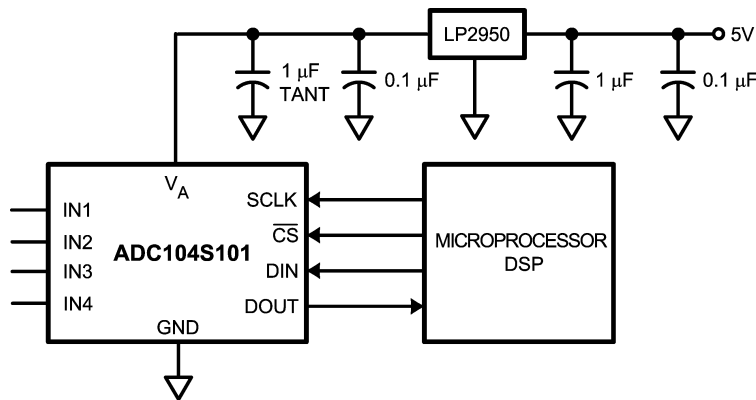 LP2950
5V
1 μF
TANT
0.1 μF
1 μF
0.1 μF
VA
SCLK
IN1
CS
IN2
ADC104S101
MICROPROCESSOR
DSP
IN3
DIN
IN4
DOUT
GND